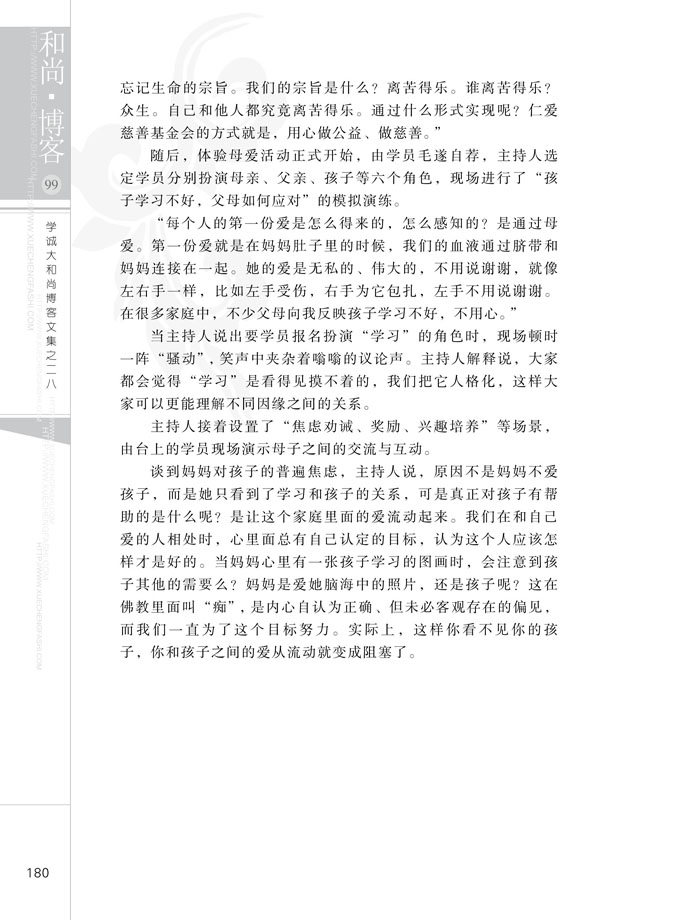 和尚·博客
99
学诚大和尚博客文集之二八
忘记生命的宗旨。我们的宗旨是什么？离苦得乐。谁离苦得乐？
众生。自己和他人都究竟离苦得乐。通过什么形式实现呢？仁爱
慈善基金会的方式就是，用心做公益、做慈善。”
随后，体验母爱活动正式开始，由学员毛遂自荐，主持人选
定学员分别扮演母亲、父亲、孩子等六个角色，现场进行了“孩
子学习不好，父母如何应对”的模拟演练。
“每个人的第一份爱是怎么得来的，怎么感知的？是通过母
爱。第一份爱就是在妈妈肚子里的时候，我们的血液通过脐带和
妈妈连接在一起。她的爱是无私的、伟大的，不用说谢谢，就像
左右手一样，比如左手受伤，右手为它包扎，左手不用说谢谢。
在很多家庭中，不少父母向我反映孩子学习不好，不用心。”
当主持人说出要学员报名扮演“学习”的角色时，现场顿时
一阵“骚动”，笑声中夹杂着嗡嗡的议论声。主持人解释说，大家
都会觉得“学习”是看得见摸不着的，我们把它人格化，这样大
家可以更能理解不同因缘之间的关系。
主持人接着设置了“焦虑劝诫、奖励、兴趣培养”等场景，
由台上的学员现场演示母子之间的交流与互动。
谈到妈妈对孩子的普遍焦虑，主持人说，原因不是妈妈不爱
孩子，而是她只看到了学习和孩子的关系，可是真正对孩子有帮
助的是什么呢？是让这个家庭里面的爱流动起来。我们在和自己
爱的人相处时，心里面总有自己认定的目标，认为这个人应该怎
样才是好的。当妈妈心里有一张孩子学习的图画时，会注意到孩
子其他的需要么？妈妈是爱她脑海中的照片，还是孩子呢？这在
佛教里面叫“痴”，是内心自认为正确、但未必客观存在的偏见，
而我们一直为了这个目标努力。实际上，这样你看不见你的孩
子，你和孩子之间的爱从流动就变成阻塞了。
180